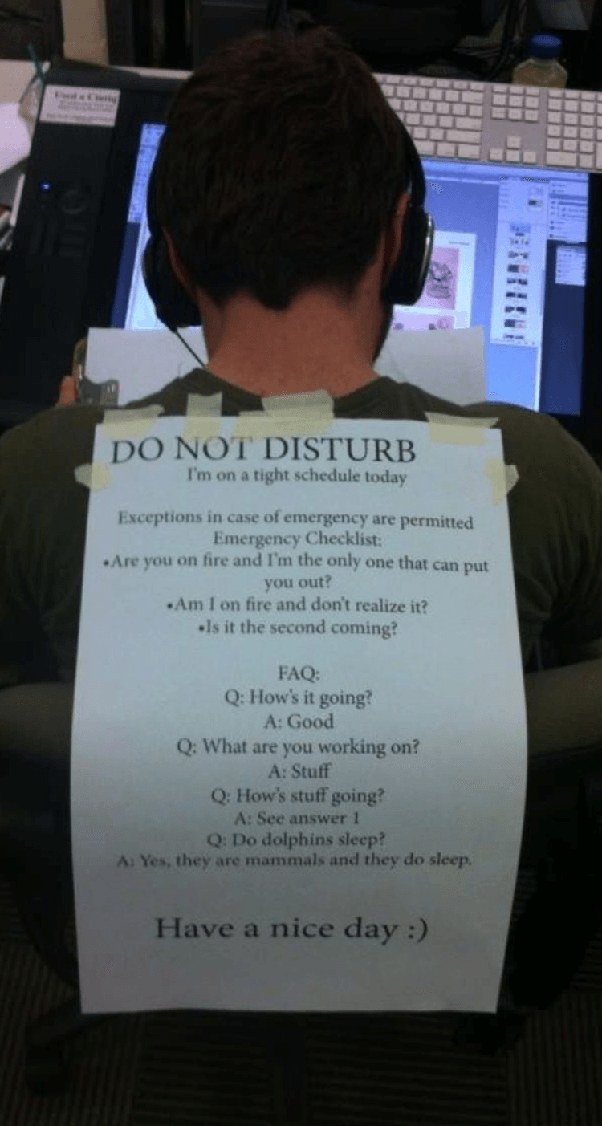 DO NOT DISTURB
I'm on a tight schedule today
Exceptions in case of emergency are permitted
Emergency Checklist:
•Are you on fire and I'm the only one that can put
you out?
•Am I on fire and don't realize it?
•Is it the second coming?
FAQ:
Q: How's it going?
A: Good
Q: What are you working on?
A: Stuff
Q: How's stuff going?
A: See answer 1
Q: Do dolphins sleep?
A: Yes, they are mammals and they do sleep.
Have a nice day :)